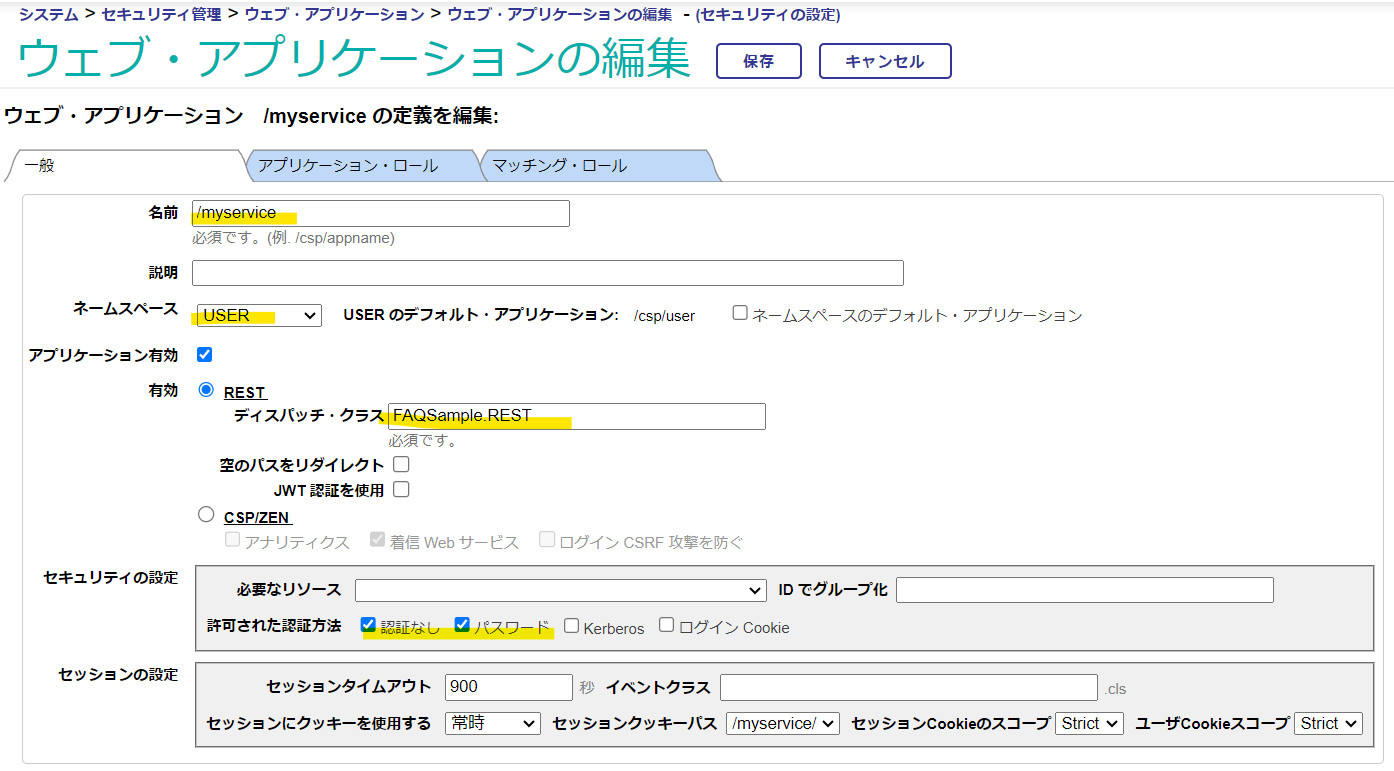 システム > セキュリティ管理 > ウェブ・アプリケーション > ウェブ・アプリケーションの編集 - (セキュリティの設定)
ウェブ・アプリケーションの編集 保存 キャンセル
ウェブ・アプリケーション /myservice の定義を編集:
一般 アプリケーション・ロール マッチング・ロール
名前 /myservice
必須です。(例. /csp/appname)
説明
ネームスペース USER USER のデフォルト・アプリケーション: /csp/user ネームスペースのデフォルト・アプリケーション
アプリケーション有効
有効 REST
ディスパッチ・クラス FAQSample.REST
必須です。
空のパスをリダイレクト
JWT 認証を使用
CSP/ZEN
アナリティクス 着信 Web サービス ログイン CSRF 攻撃を防ぐ
セキュリティの設定 必要なリソース ID でグループ化
許可された認証方法 認証なし パスワード Kerberos ログイン Cookie
セッションの設定 セッションタイムアウト 900 秒 イベントクラス .cls
セッションにクッキーを使用する 常時 セッションクッキーパス /myservice/ セッションCookieのスコープ Strict ユーザCookieスコープ Strict